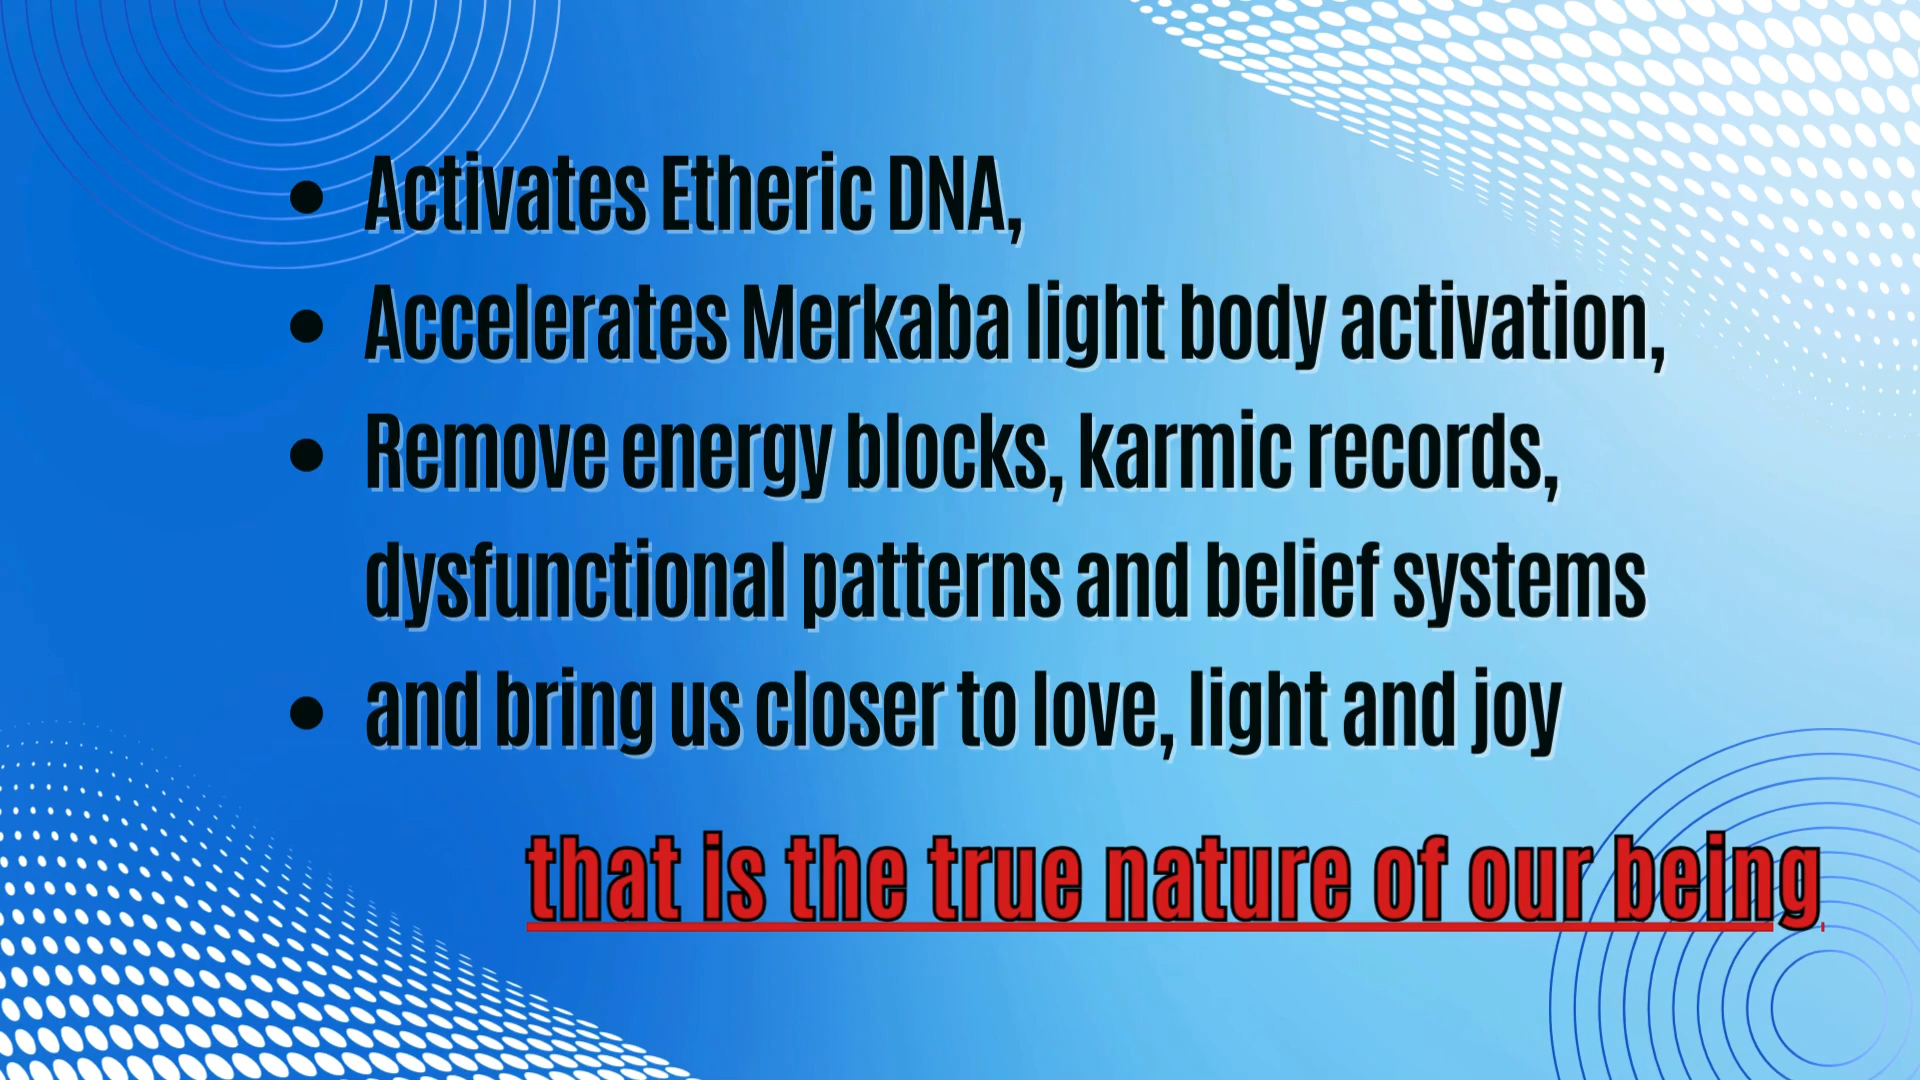 • Activates Etheric DNA,
• Accelerates Merkaba light body activation,
• Remove energy blocks, karmic records,
dysfunctional patterns and belief systems
• and bring us closer to love, light and joy
that is the true nature of our being